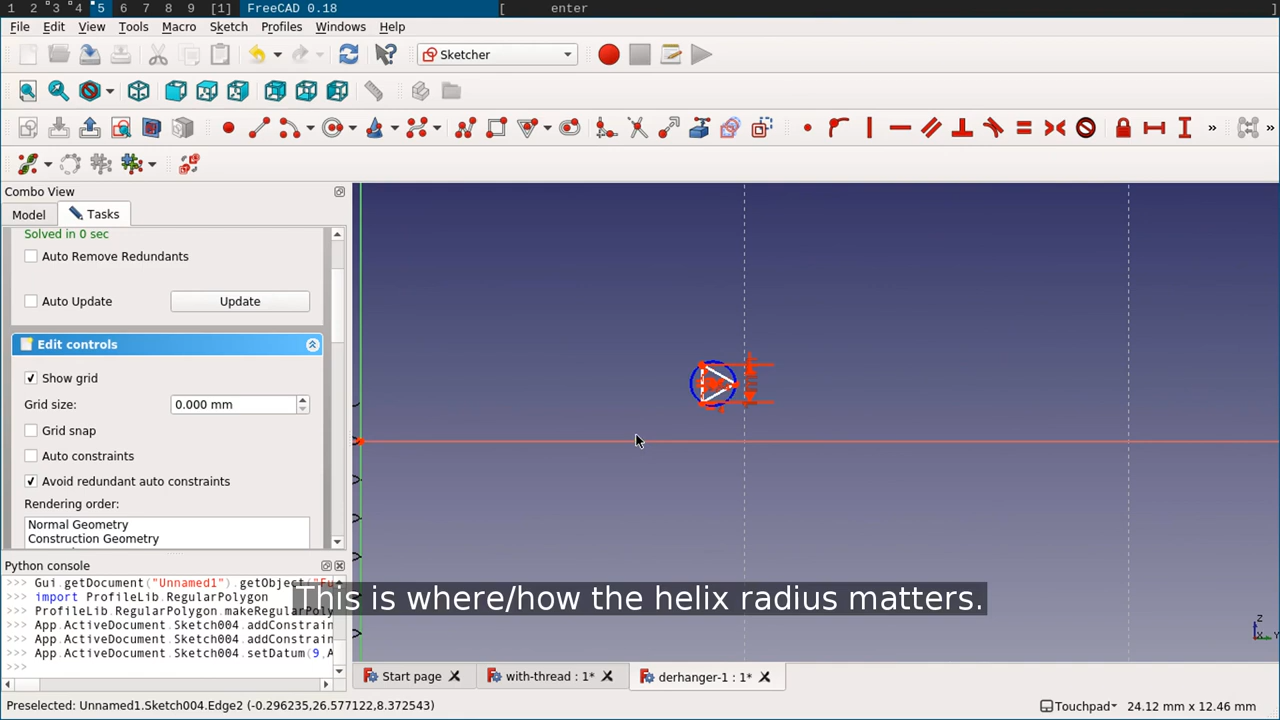 1 2 3 4 5 6 7 8 9 [1] FreeCAD 0.18 [ enter ]
File Edit View Tools Macro Sketch Profiles Windows Help
Sketcher
Combo View
Model Tasks
Solved in 0 sec
Auto Remove Redundants
Auto Update Update
Edit controls
Show grid
Grid size: 0.000 mm
Grid snap
Auto constraints
Avoid redundant auto constraints
Rendering order:
Normal Geometry
Construction Geometry
Python console
>>> Gui.getDocument("Unnamed1").getObject("Fu
>>> import ProfileLib.RegularPolygon
>>> ProfileLib.RegularPolygon.makeRegularPoly
>>> App.ActiveDocument.Sketch004.addConstrain
>>> App.ActiveDocument.Sketch004.addConstrain
>>> App.ActiveDocument.Sketch004.setDatum(9,A
>>>
This is where/how the helix radius matters.
Z
X Y
Start page with-thread : 1* derhanger-1 : 1*
Preselected: Unnamed1.Sketch004.Edge2 (-0.296235,26.577122,8.372543) Touchpad 24.12 mm x 12.46 mm